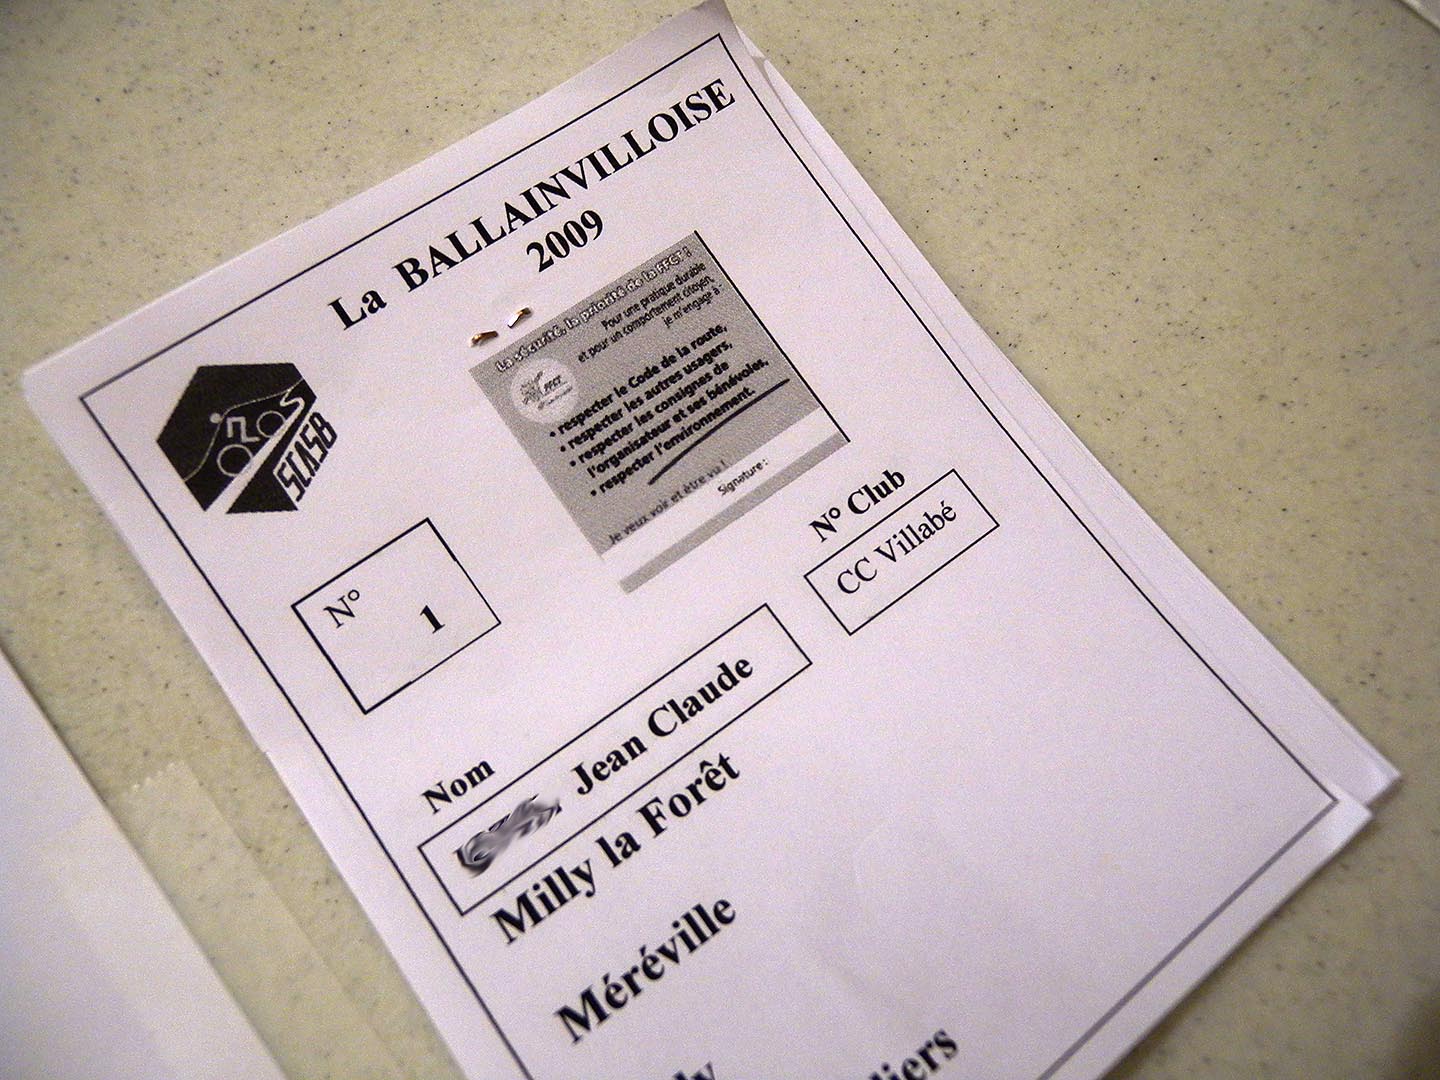 La BALLAINVILLOISE
2009
SCASB
La sécurité, la priorité de la FFCT !
Pour une pratique durable
et pour un comportement citoyen,
je m'engage à :
FFCT
• respecter le Code de la route,
• respecter les autres usagers,
• respecter les consignes de
l'organisateur et ses bénévoles,
• respecter l'environnement.
Je veux voir et être vu !
Signature :
N° Club
CC Villabé
N°
1
Nom
Jean Claude
Milly la Forêt
Méréville